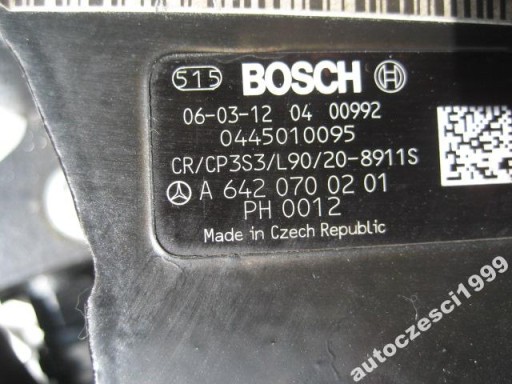 515 BOSCH
06-03-12 04 00992
0445010095
CR/CP3S3/L90/20-8911S
A 642 070 02 01
PH 0012
Made in Czech Republic
autoczesci1999